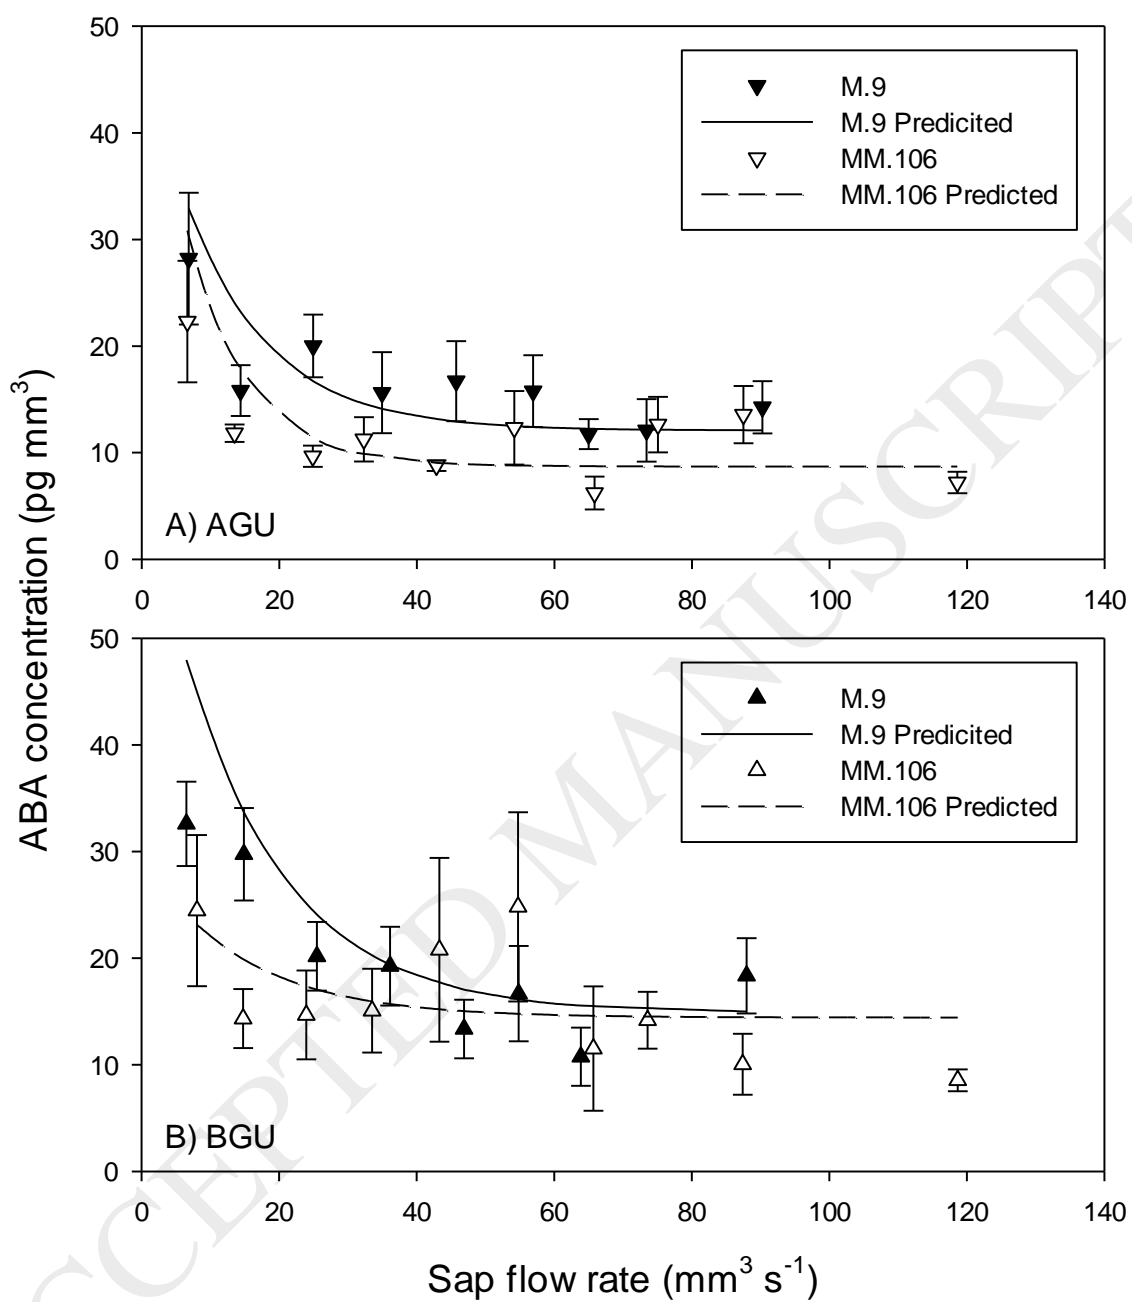 50
40
30
20
10
0
M.9
M.9 Predicited
MM.106
MM.106 Predicted
A) AGU
0 20 40 60 80 100 120 140
ABA concentration (pg mm³)
50
40
30
20
10
0
M.9
M.9 Predicited
MM.106
MM.106 Predicted
B) BGU
0 20 40 60 80 100 120 140
Sap flow rate (mm³ s⁻¹)
CCEPTED MANUSCRIPT